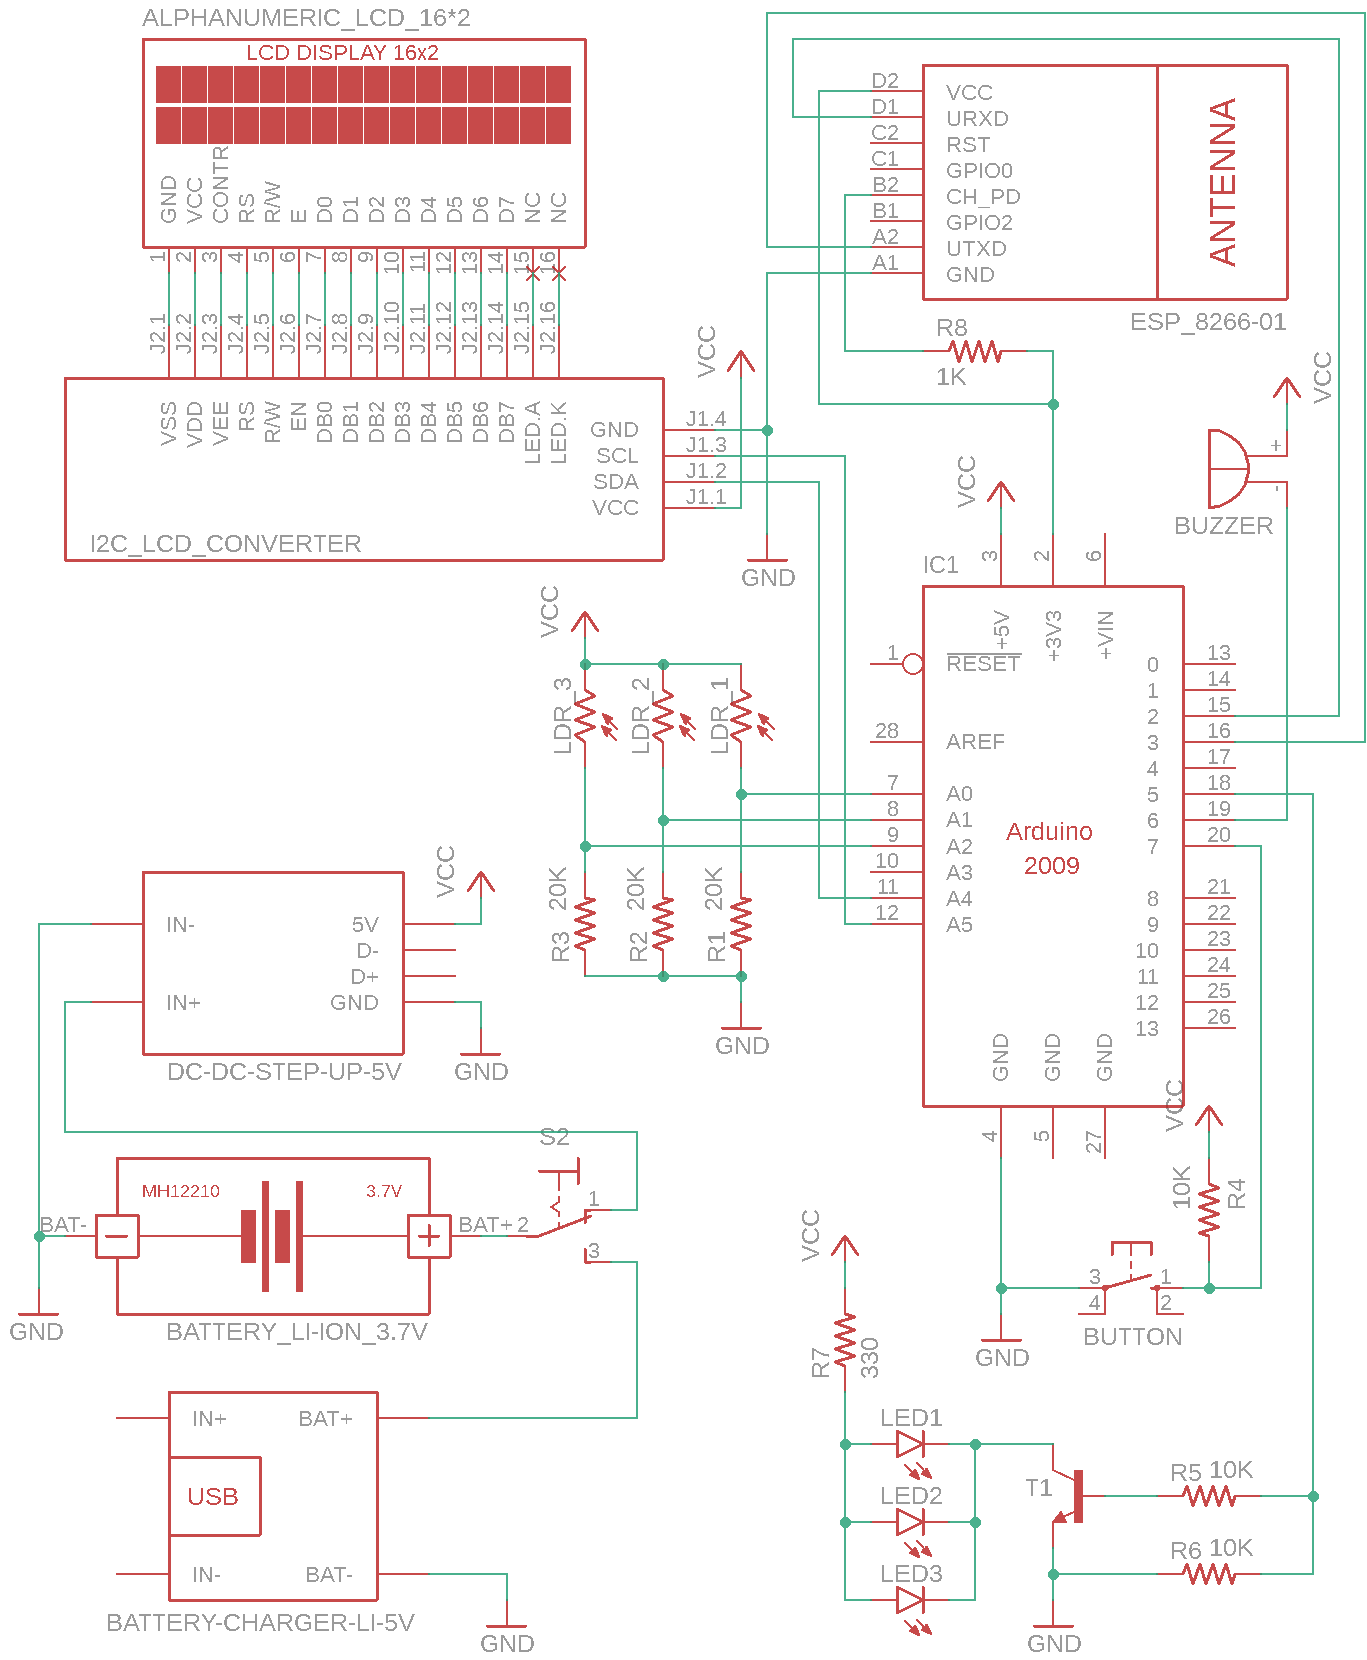 ALPHANUMERIC_LCD_16*2
LCD DISPLAY 16x2
GND VCC CONTR RS R/W E D0 D1 D2 D3 D4 D5 D6 D7 NC NC
1 2 3 4 5 6 7 8 9 10 11 12 13 14 15 16
J2.1 J2.2 J2.3 J2.4 J2.5 J2.6 J2.7 J2.8 J2.9 J2.10 J2.11 J2.12 J2.13 J2.14 J2.15 J2.16
VSS VDD VEE RS R/W EN DB0 DB1 DB2 DB3 DB4 DB5 DB6 DB7 LED.A LED.K
GND J1.4
SCL J1.3
SDA J1.2
VCC J1.1
I2C_LCD_CONVERTER
VCC
GND
D2 VCC
D1 URXD
C2 RST
C1 GPIO0
B2 CH_PD
B1 GPIO2
A2 UTXD
A1 GND
ANTENNA
ESP_8266-01
R8
1K
VCC
+
-
BUZZER
VCC
IC1
3 2 6
+5V +3V3 +VIN
1 RESET
28 AREF
7 A0
8 A1
9 A2
10 A3
11 A4
12 A5
Arduino
2009
0 13
1 14
2 15
3 16
4 17
5 18
6 19
7 20
8 21
9 22
10 23
11 24
12 25
13 26
GND GND GND
4 5 27
VCC
LDR_3 LDR_2 LDR_1
20K 20K 20K
R3 R2 R1
GND
VCC
IN- 5V
D-
D+
IN+ GND
DC-DC-STEP-UP-5V
GND
S2
MH12210 3.7V
BAT- BAT+ 2
1
3
BATTERY_LI-ION_3.7V
GND
IN+ BAT+
USB
IN- BAT-
BATTERY-CHARGER-LI-5V
GND
VCC
10K R4
3 1
4 2
BUTTON
GND
VCC
R7 330
LED1
LED2
LED3
T1
R5 10K
R6 10K
GND